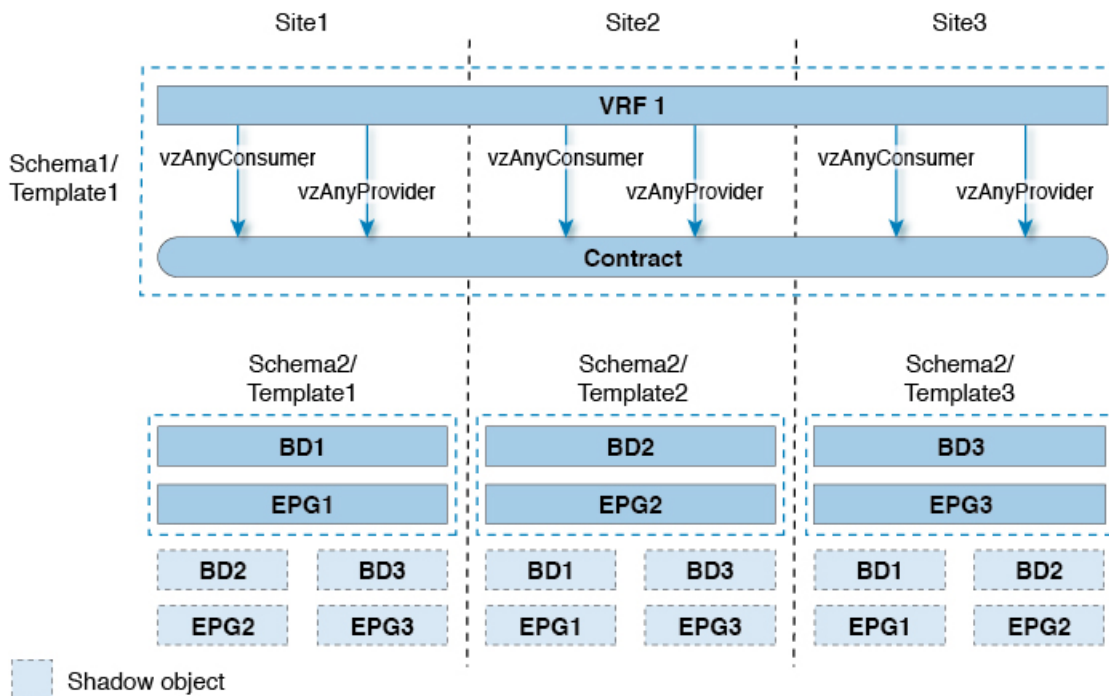 Site1
Site2
Site3
VRF 1
Schema1/
Template1
vzAnyConsumer
vzAnyProvider
vzAnyConsumer
vzAnyProvider
vzAnyConsumer
vzAnyProvider
Contract
Schema2/
Template1
Schema2/
Template2
Schema2/
Template3
BD1
BD2
BD3
EPG1
EPG2
EPG3
BD2
BD3
BD1
BD3
BD1
BD2
EPG2
EPG3
EPG1
EPG3
EPG1
EPG2
Shadow object